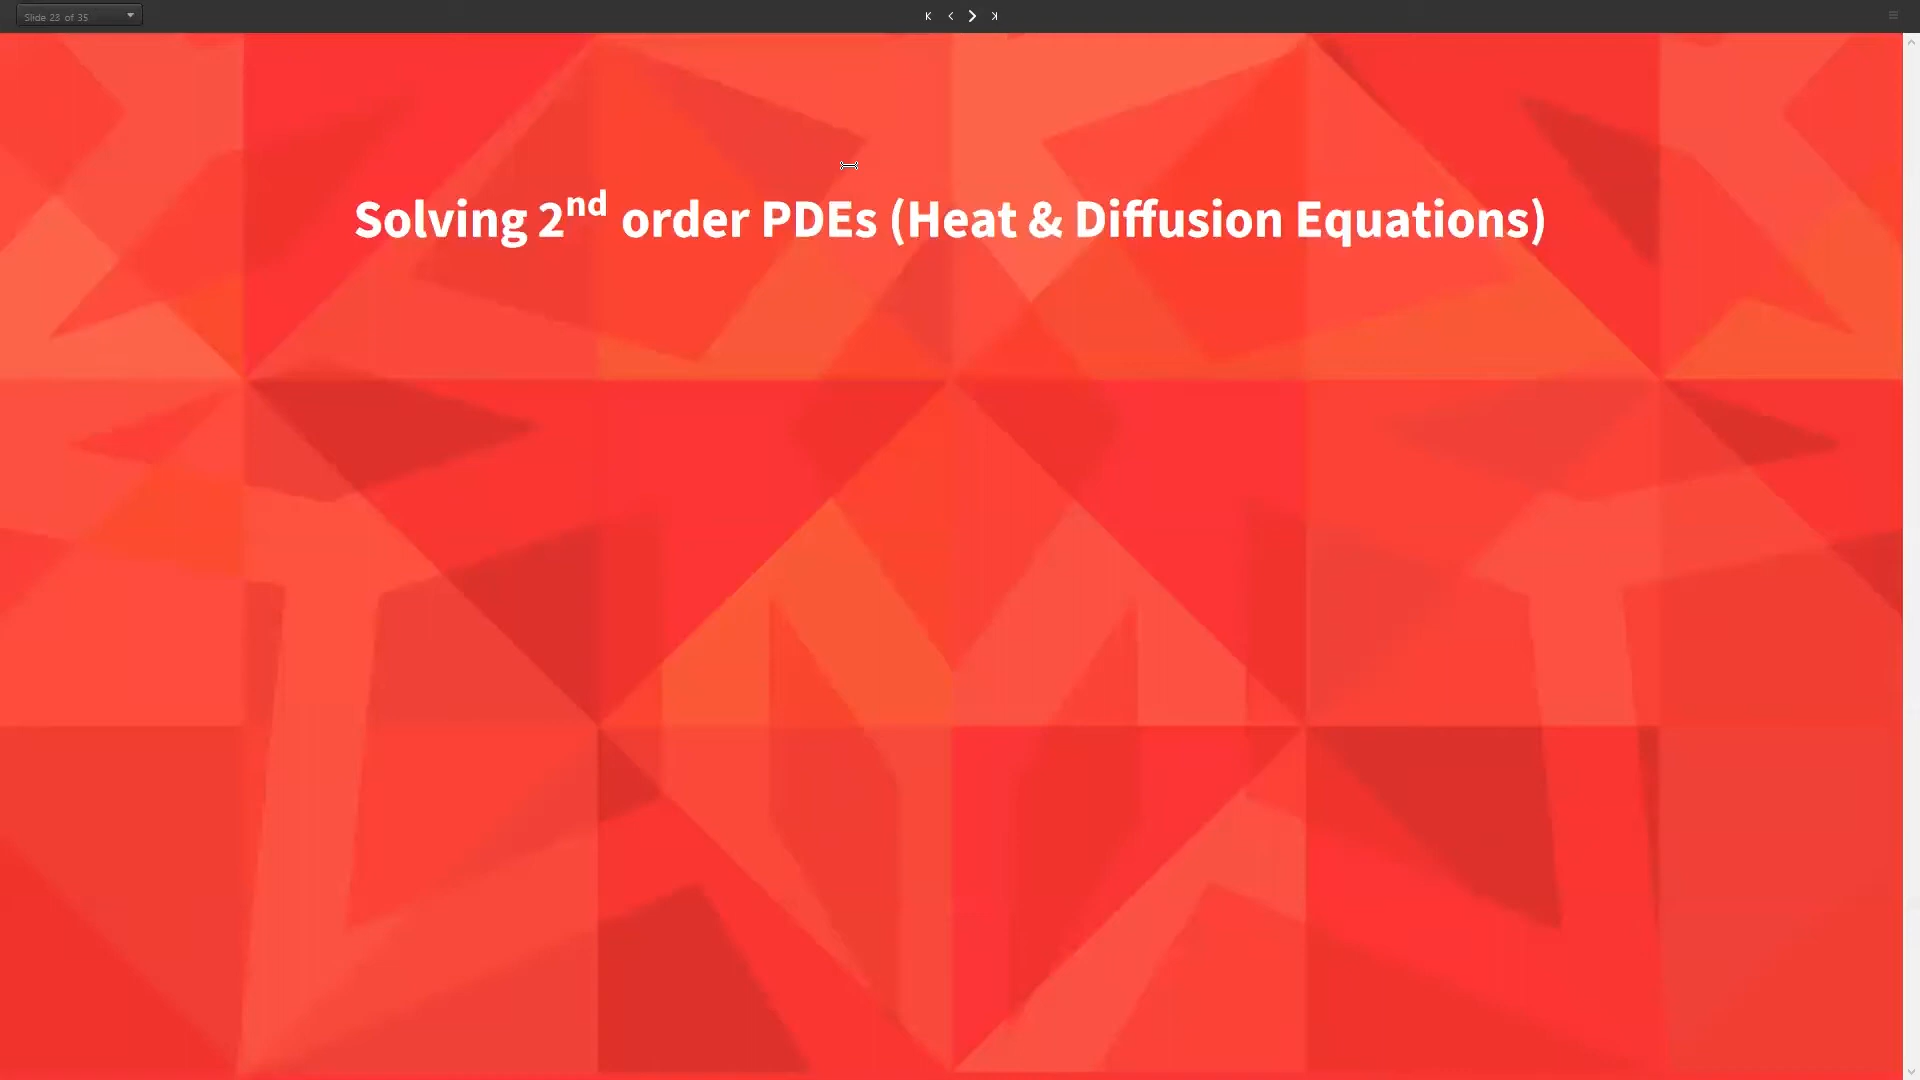 Slide 23 of 35
Solving 2nd order PDEs (Heat & Diffusion Equations)